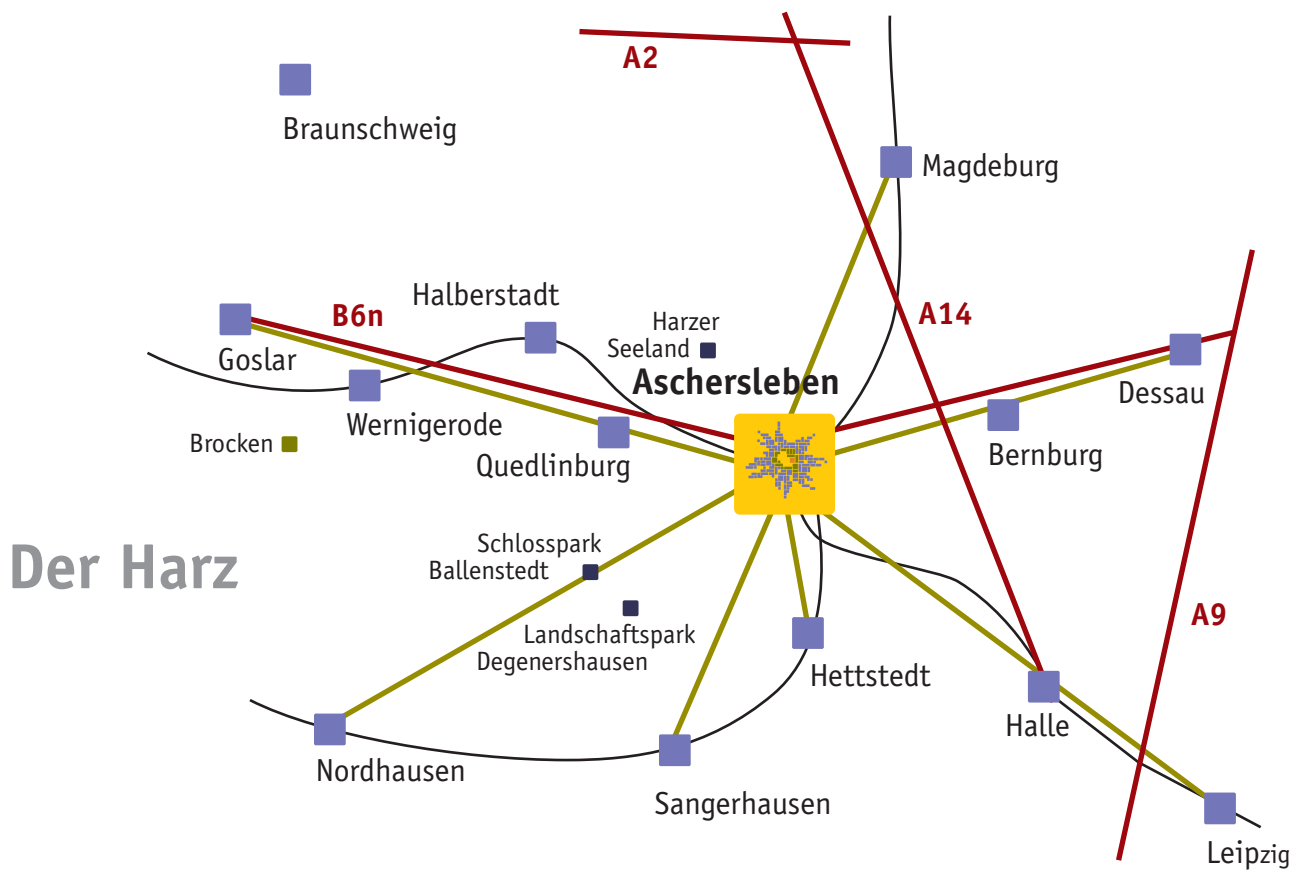 A2
Braunschweig
Magdeburg
Halberstadt
B6n
Harzer
Seeland
A14
Goslar
Aschersleben
Dessau
Wernigerode
Brocken
Quedlinburg
Bernburg
Schlosspark
Ballenstedt
Der Harz
Landschaftspark
Degenershausen
A9
Hettstedt
Halle
Nordhausen
Sangerhausen
Leipzig